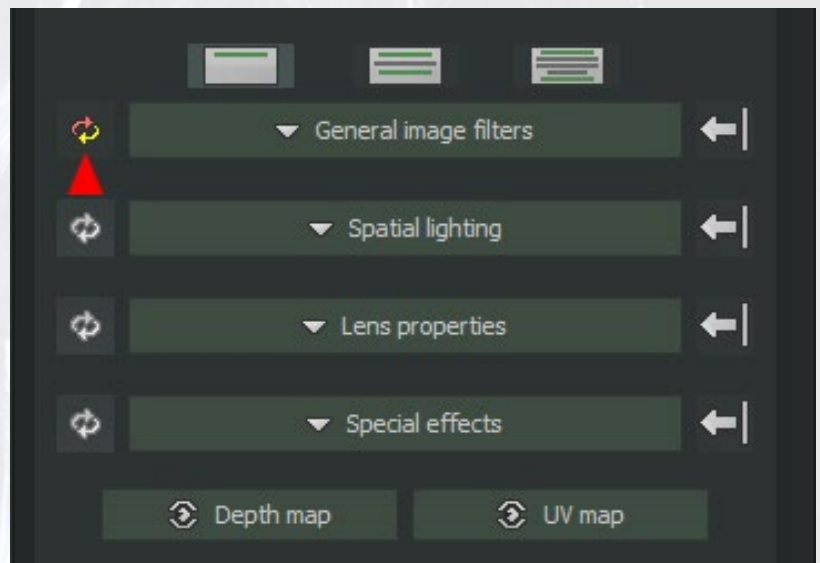 General image filters
Spatial lighting
Lens properties
Special effects
Depth map
UV map